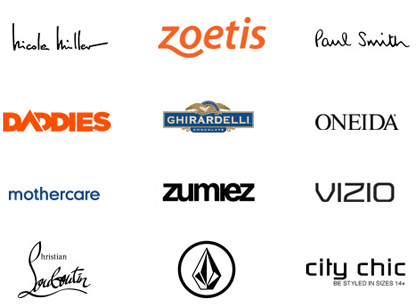 nicole miller
zoetis
Paul Smith
DADDIES
GHIRARDELLI
CHOCOLATE
ONEIDA
mothercare
zumiez
VIZIO
Christian
Louboutin
city chic
BE STYLED IN SIZES 14+